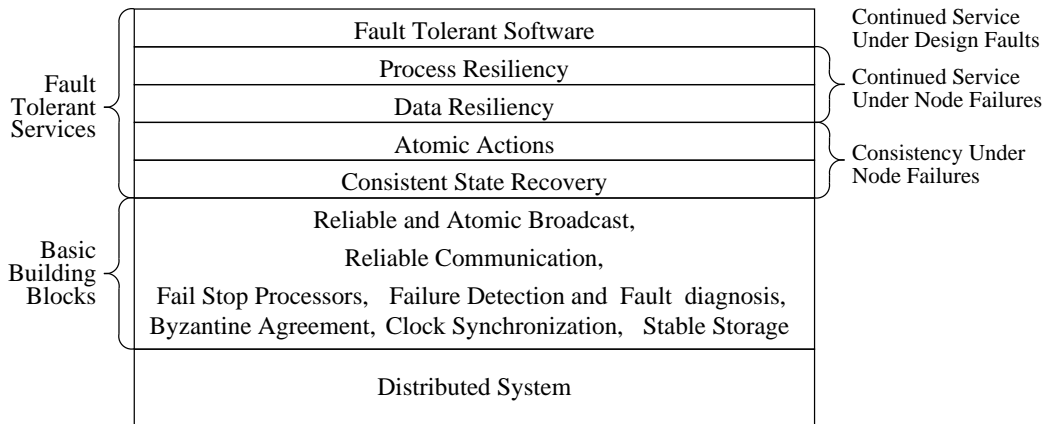 Fault Tolerant Software
Process Resiliency
Data Resiliency
Atomic Actions
Consistent State Recovery
Reliable and Atomic Broadcast,
Reliable Communication,
Fail Stop Processors, Failure Detection and Fault diagnosis,
Byzantine Agreement, Clock Synchronization, Stable Storage
Distributed System
Fault
Tolerant
Services
Basic
Building
Blocks
Continued Service
Under Design Faults
Continued Service
Under Node Failures
Consistency Under
Node Failures